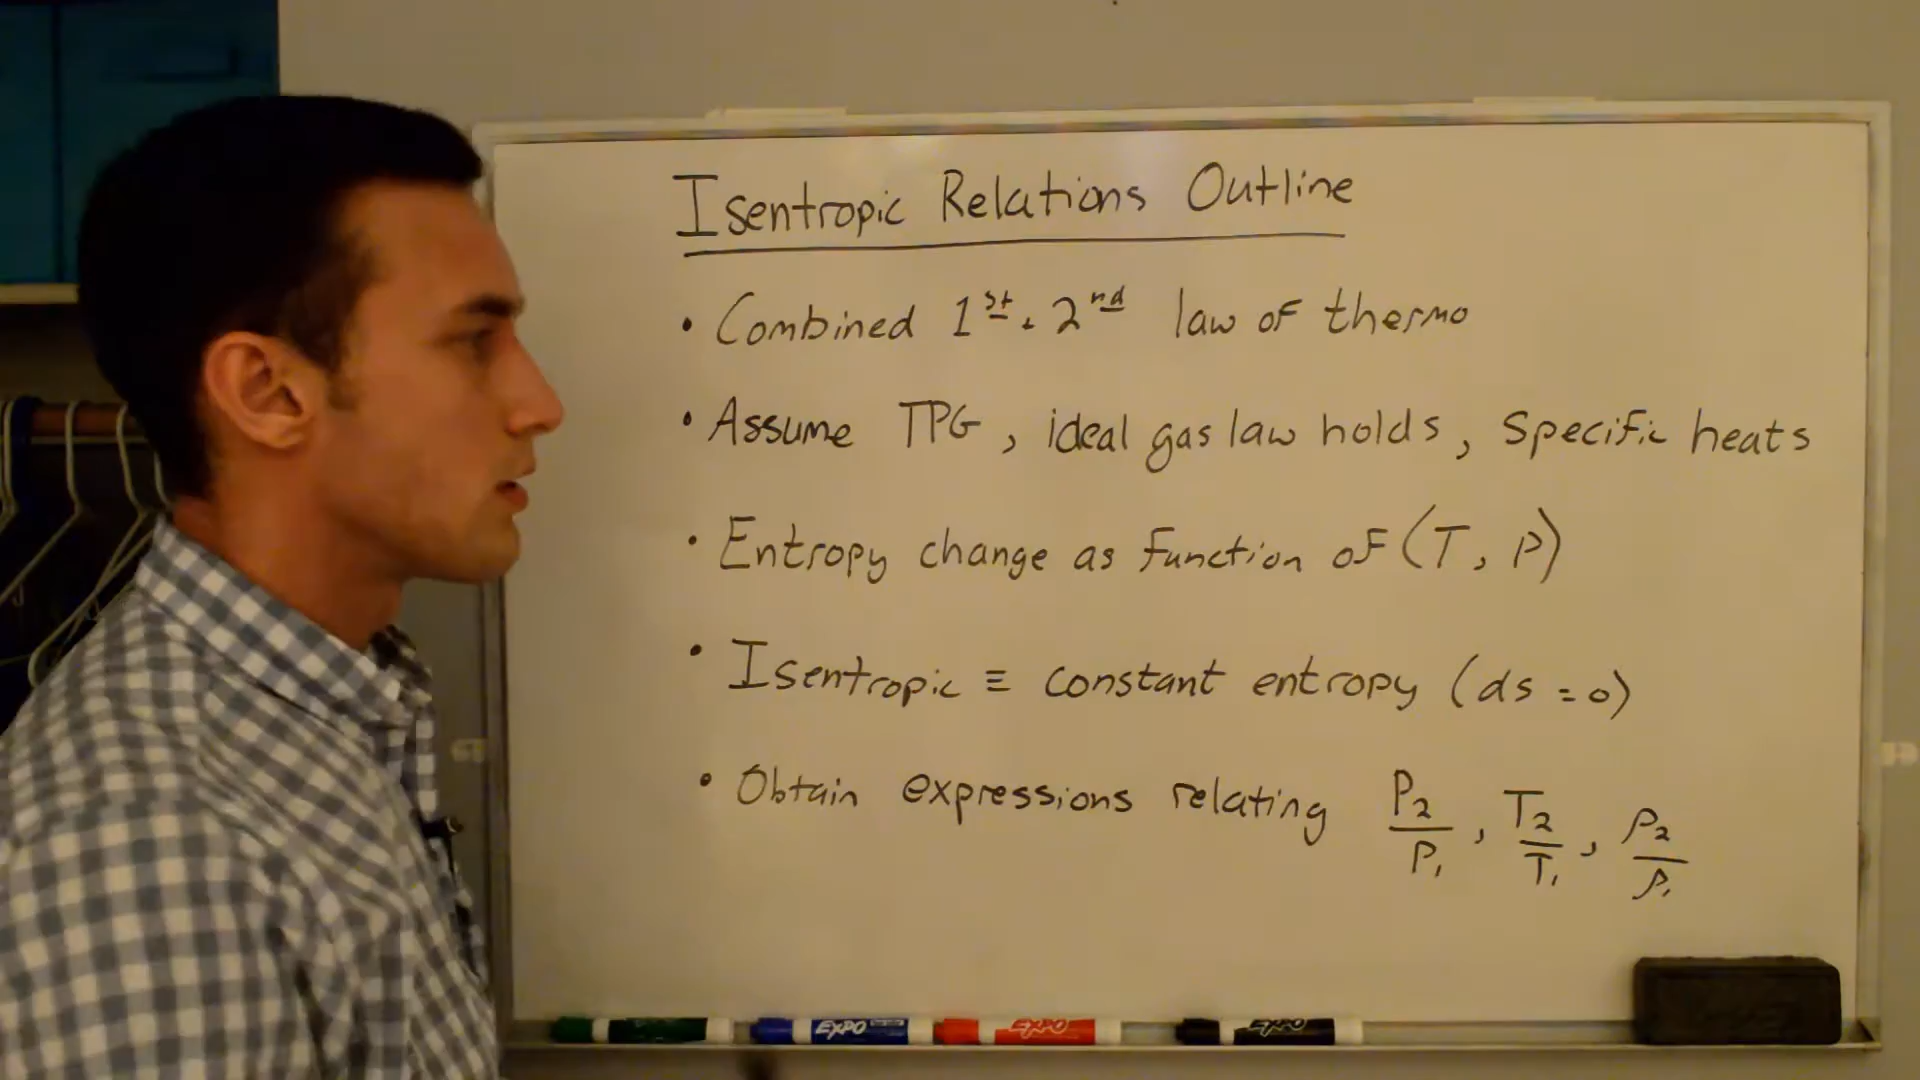 Isentropic Relations Outline
• Combined 1st + 2nd law of thermo
• Assume TPG, ideal gas law holds, Specific heats
• Entropy change as function of (T, P)
• Isentropic ≡ constant entropy (ds = 0)
• Obtain expressions relating P₂/P₁, T₂/T₁, ρ₂/ρ₁
EXPO EXPO EXPO